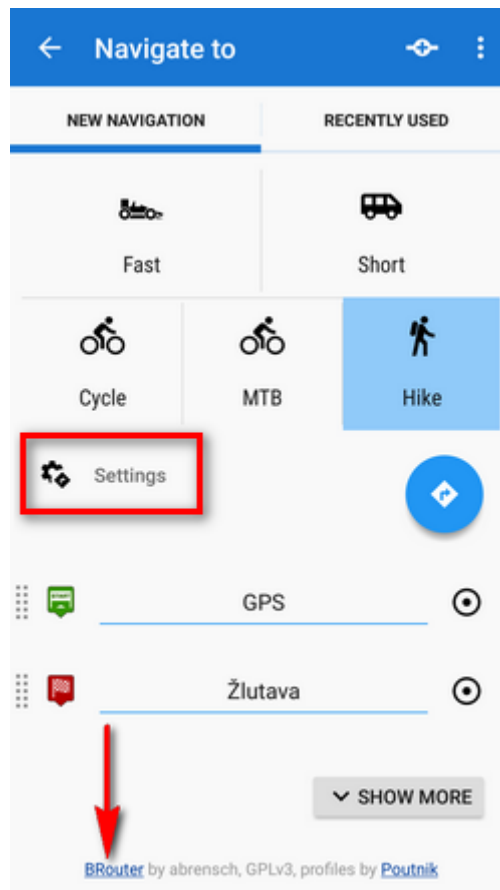 Navigate to
NEW NAVIGATION RECENTLY USED
Fast Short
Cycle MTB Hike
Settings
GPS
Žlutava
SHOW MORE
BRouter by abrensch, GPLv3, profiles by Poutnik